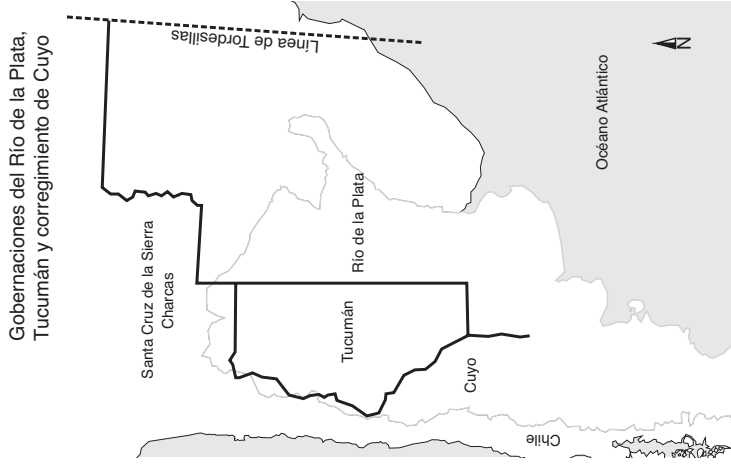 Gobernaciones del Río de la Plata,
Tucumán y corregimiento de Cuyo
Línea de Tordesillas
Océano Atlántico
N
Santa Cruz de la Sierra
Charcas
Río de la Plata
Tucumán
Cuyo
Chile